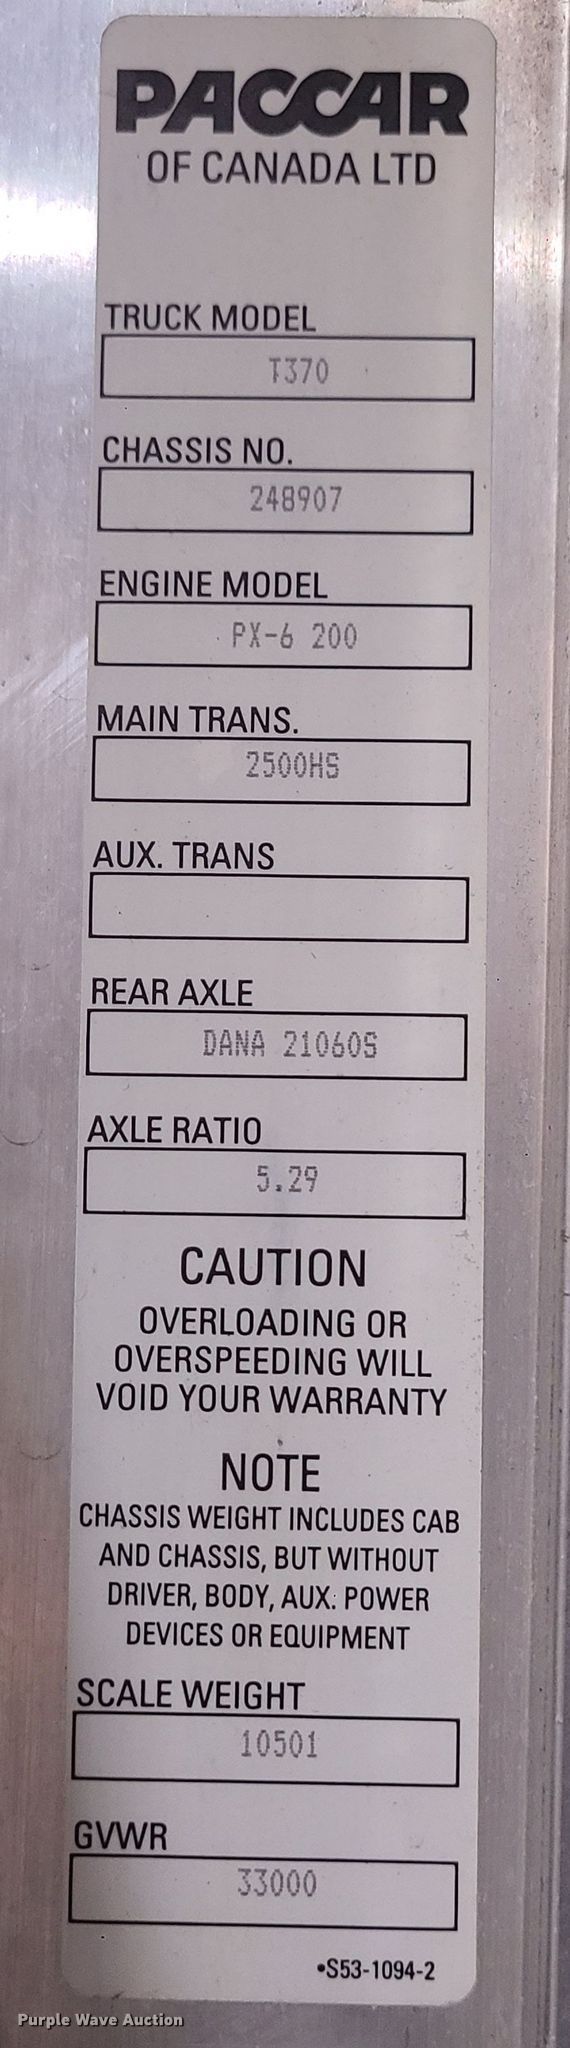 PACCAR
OF CANADA LTD
TRUCK MODEL
T370
CHASSIS NO.
248907
ENGINE MODEL
PX-6 200
MAIN TRANS.
2500HS
AUX. TRANS
REAR AXLE
DANA 21060S
AXLE RATIO
5.29
CAUTION
OVERLOADING OR
OVERSPEEDING WILL
VOID YOUR WARRANTY
NOTE
CHASSIS WEIGHT INCLUDES CAB
AND CHASSIS, BUT WITHOUT
DRIVER, BODY, AUX. POWER
DEVICES OR EQUIPMENT
SCALE WEIGHT
10501
GVWR
33000
•S53-1094-2
Purple Wave Auction